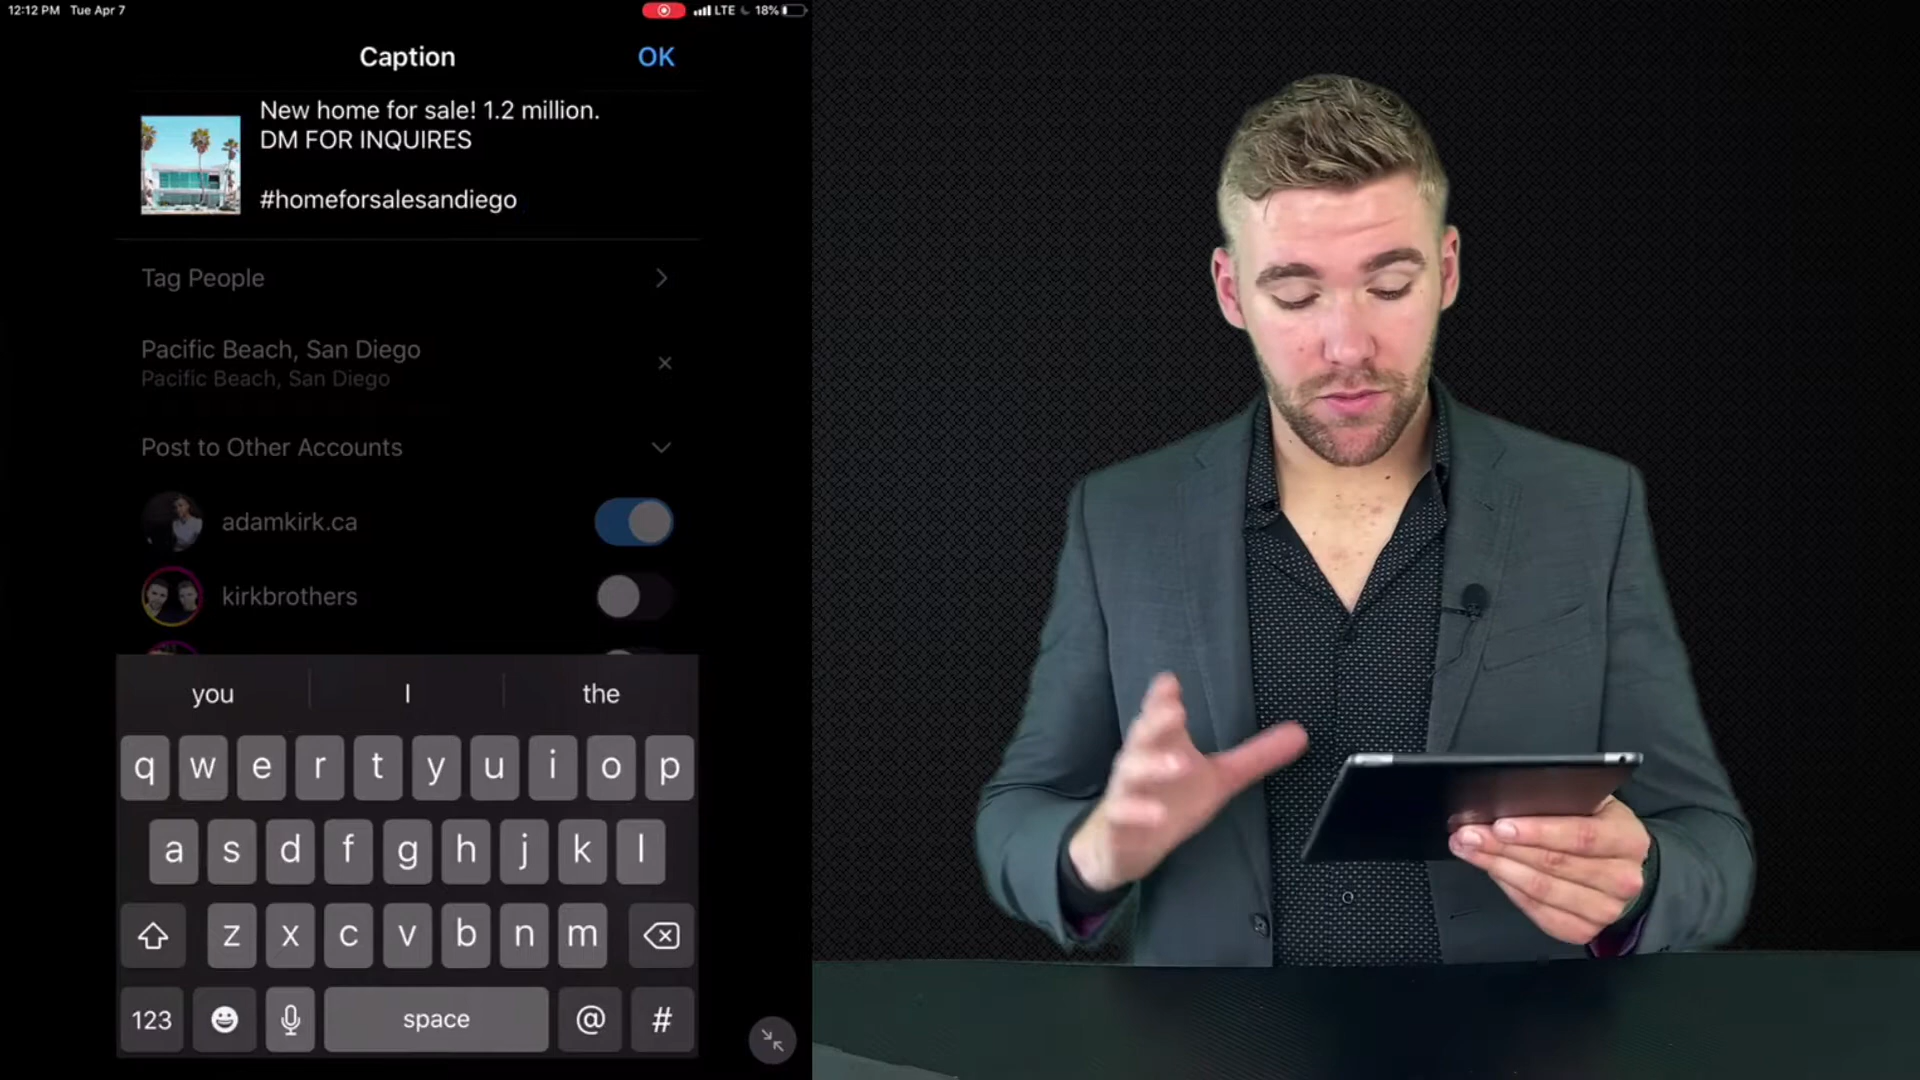 12:12 PM Tue Apr 7
LTE 18%
Caption OK
New home for sale! 1.2 million.
DM FOR INQUIRES
#homeforsalesandiego
Tag People
Pacific Beach, San Diego
Pacific Beach, San Diego
Post to Other Accounts
adamkirk.ca
kirkbrothers
you I the
q w e r t y u i o p
a s d f g h j k l
z x c v b n m
123 space @ #